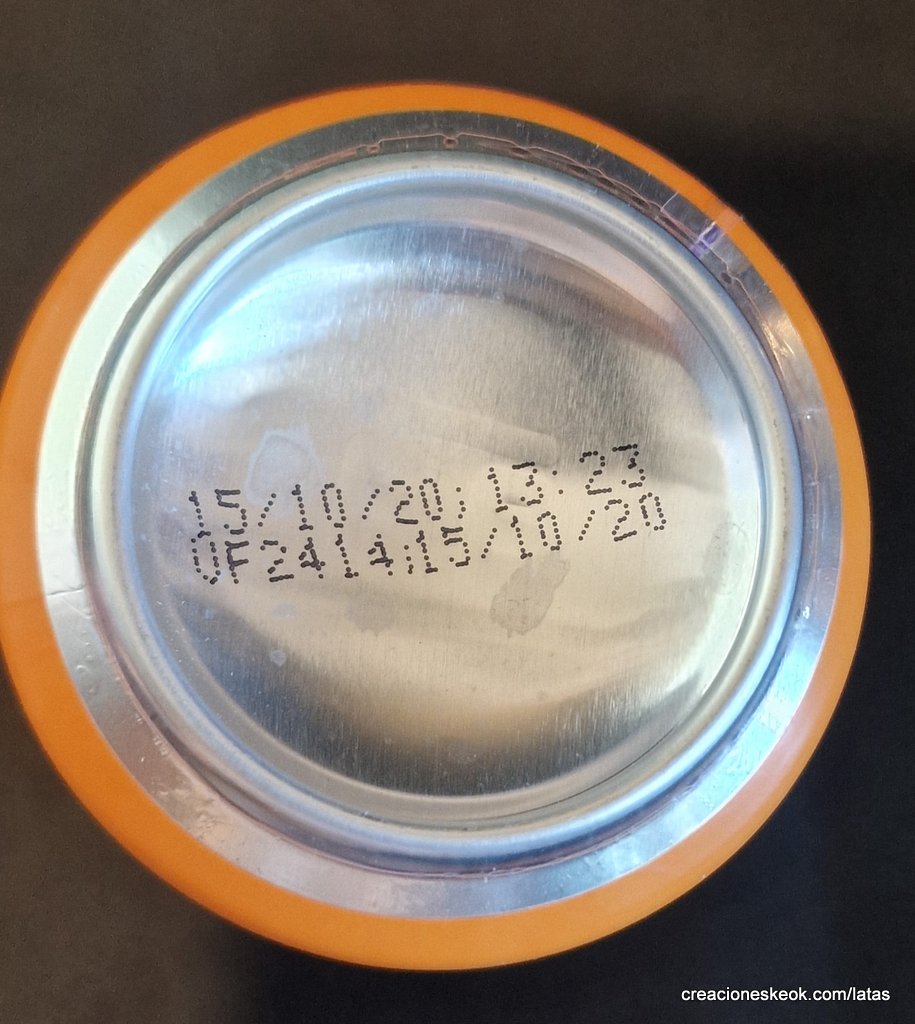 15/10/20; 13:23
0F2414;15/10/20
creacioneskeok.com/latas